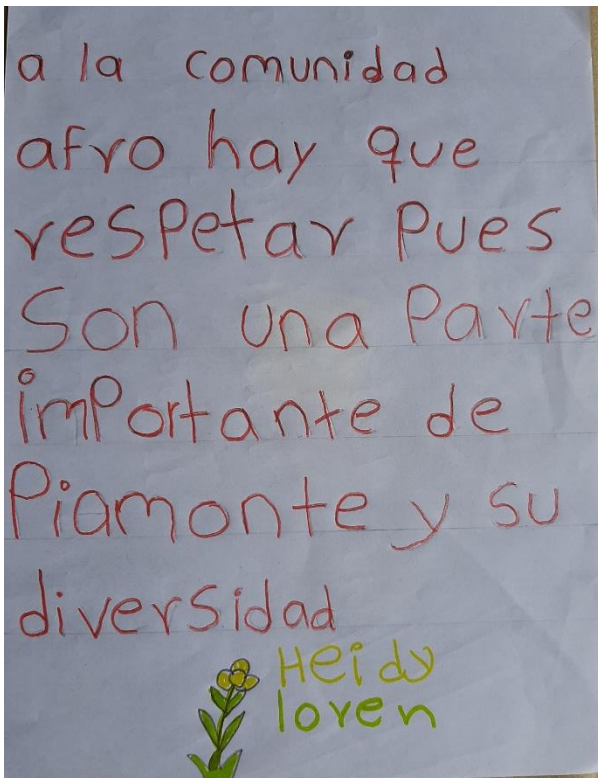 a la comunidad
afro hay que
resPetar Pues
Son una Parte
imPortante de
Piamonte y su
diverSidad
Heidy
loren